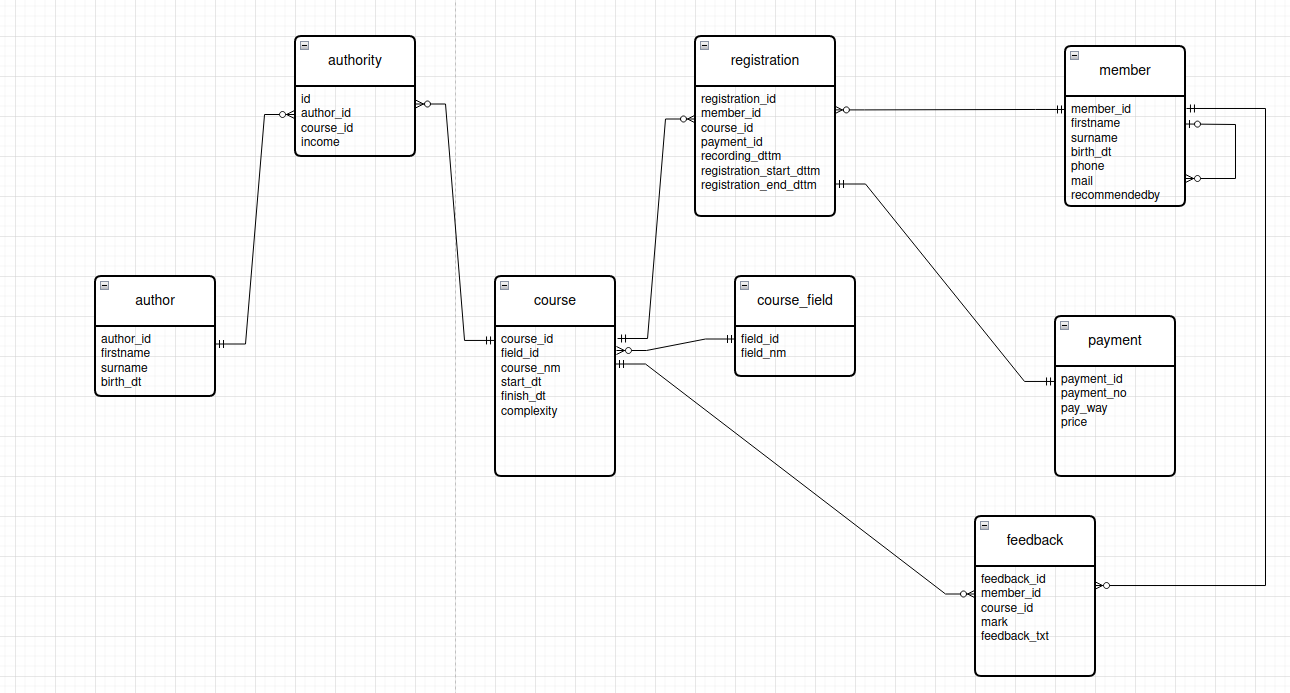 authority
id
author_id
course_id
income
registration
registration_id
member_id
course_id
payment_id
recording_dttm
registration_start_dttm
registration_end_dttm
member
member_id
firstname
surname
birth_dt
phone
mail
recommendedby
author
author_id
firstname
surname
birth_dt
course
course_id
field_id
course_nm
start_dt
finish_dt
complexity
course_field
field_id
field_nm
payment
payment_id
payment_no
pay_way
price
feedback
feedback_id
member_id
course_id
mark
feedback_txt